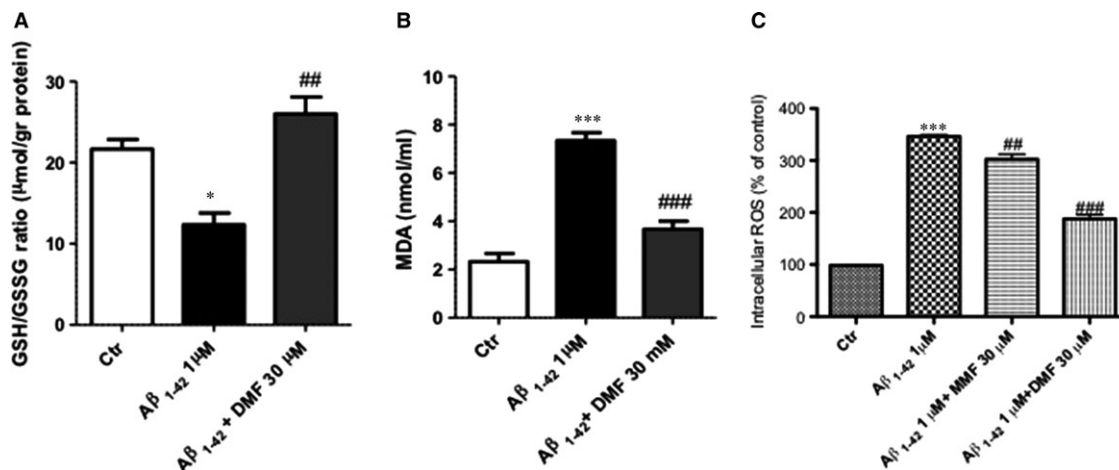 A
GSH/GSSG ratio (µmol/gr protein)
30
20
10
0
*
##
Ctr
Aβ 1-42 1µM
Aβ 1-42 + DMF 30 µM
B
MDA (nmol/ml)
10
8
6
4
2
0
***
###
Ctr
Aβ 1-42 1µM
Aβ 1-42+ DMF 30 mM
C
Intracellular ROS (% of control)
400
300
200
100
0
***
##
###
Ctr
Aβ 1-42 1µM
Aβ 1-42 1 µM+ MMF 30 µM
Aβ 1-42 1 µM+DMF 30 µM